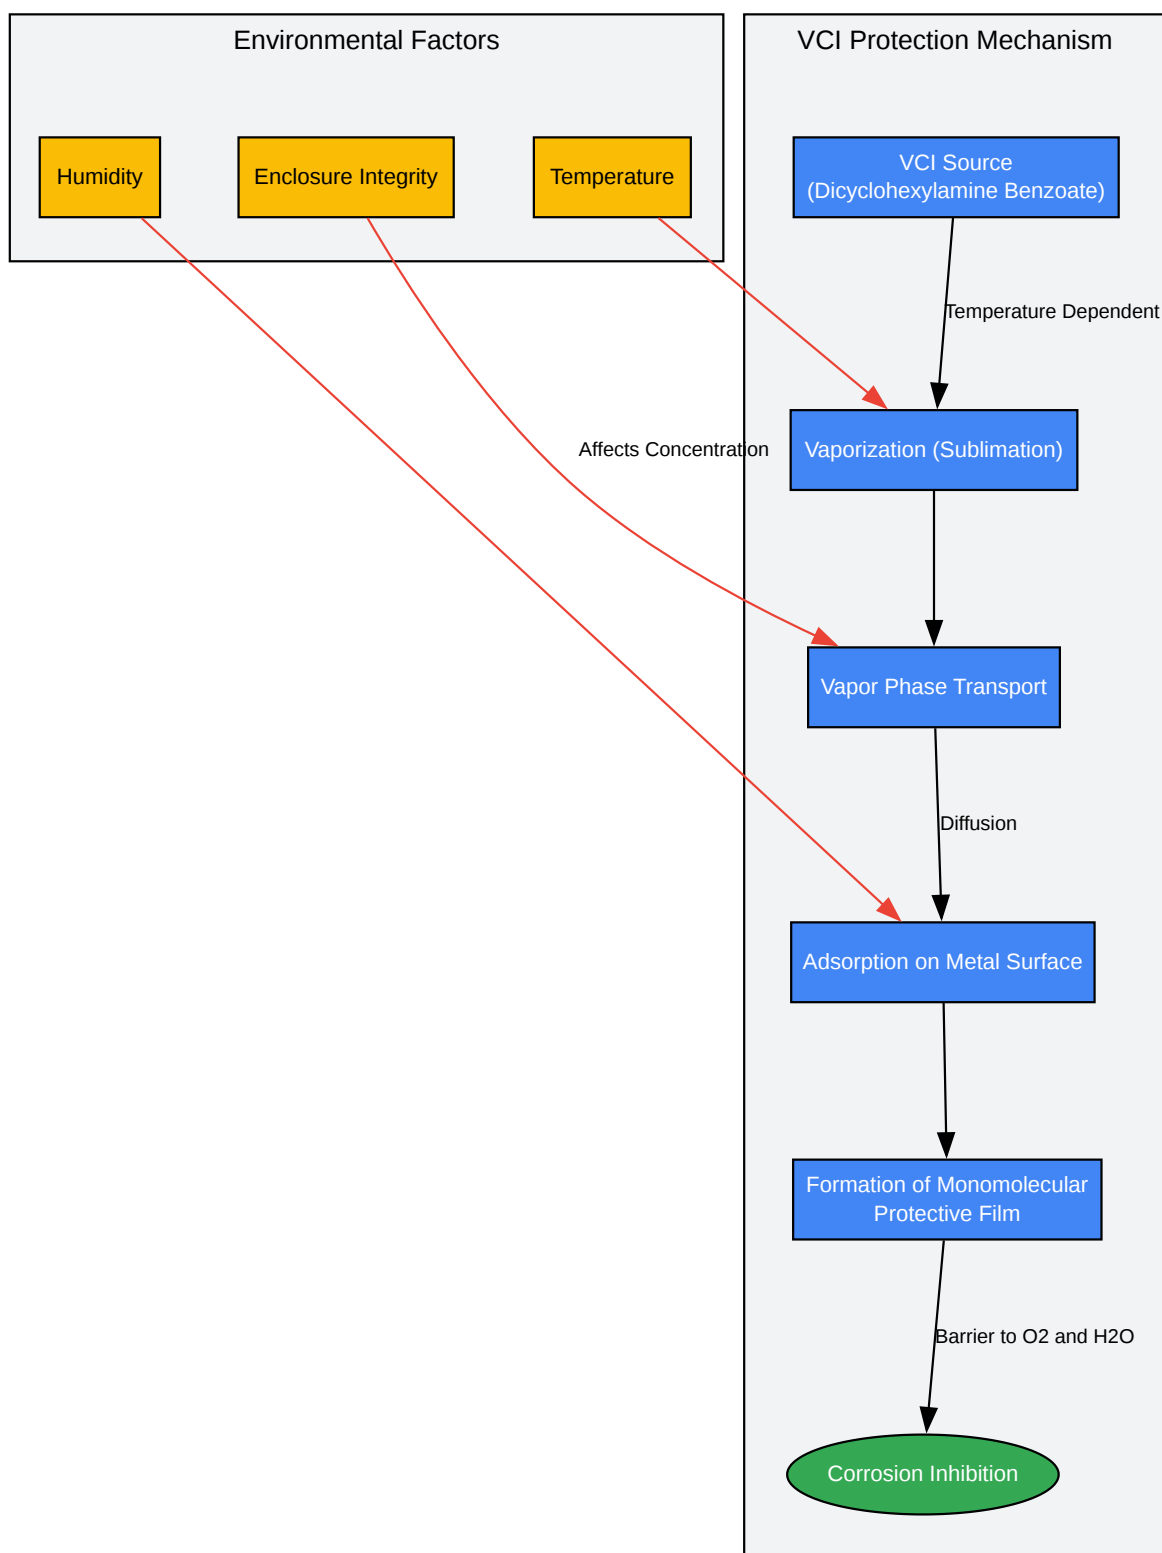 Environmental Factors
Humidity
Enclosure Integrity
Temperature
VCI Protection Mechanism
VCI Source
(Dicyclohexylamine Benzoate)
Temperature Dependent
Affects Concentration
Vaporization (Sublimation)
Vapor Phase Transport
Diffusion
Adsorption on Metal Surface
Formation of Monomolecular
Protective Film
Barrier to O2 and H2O
Corrosion Inhibition